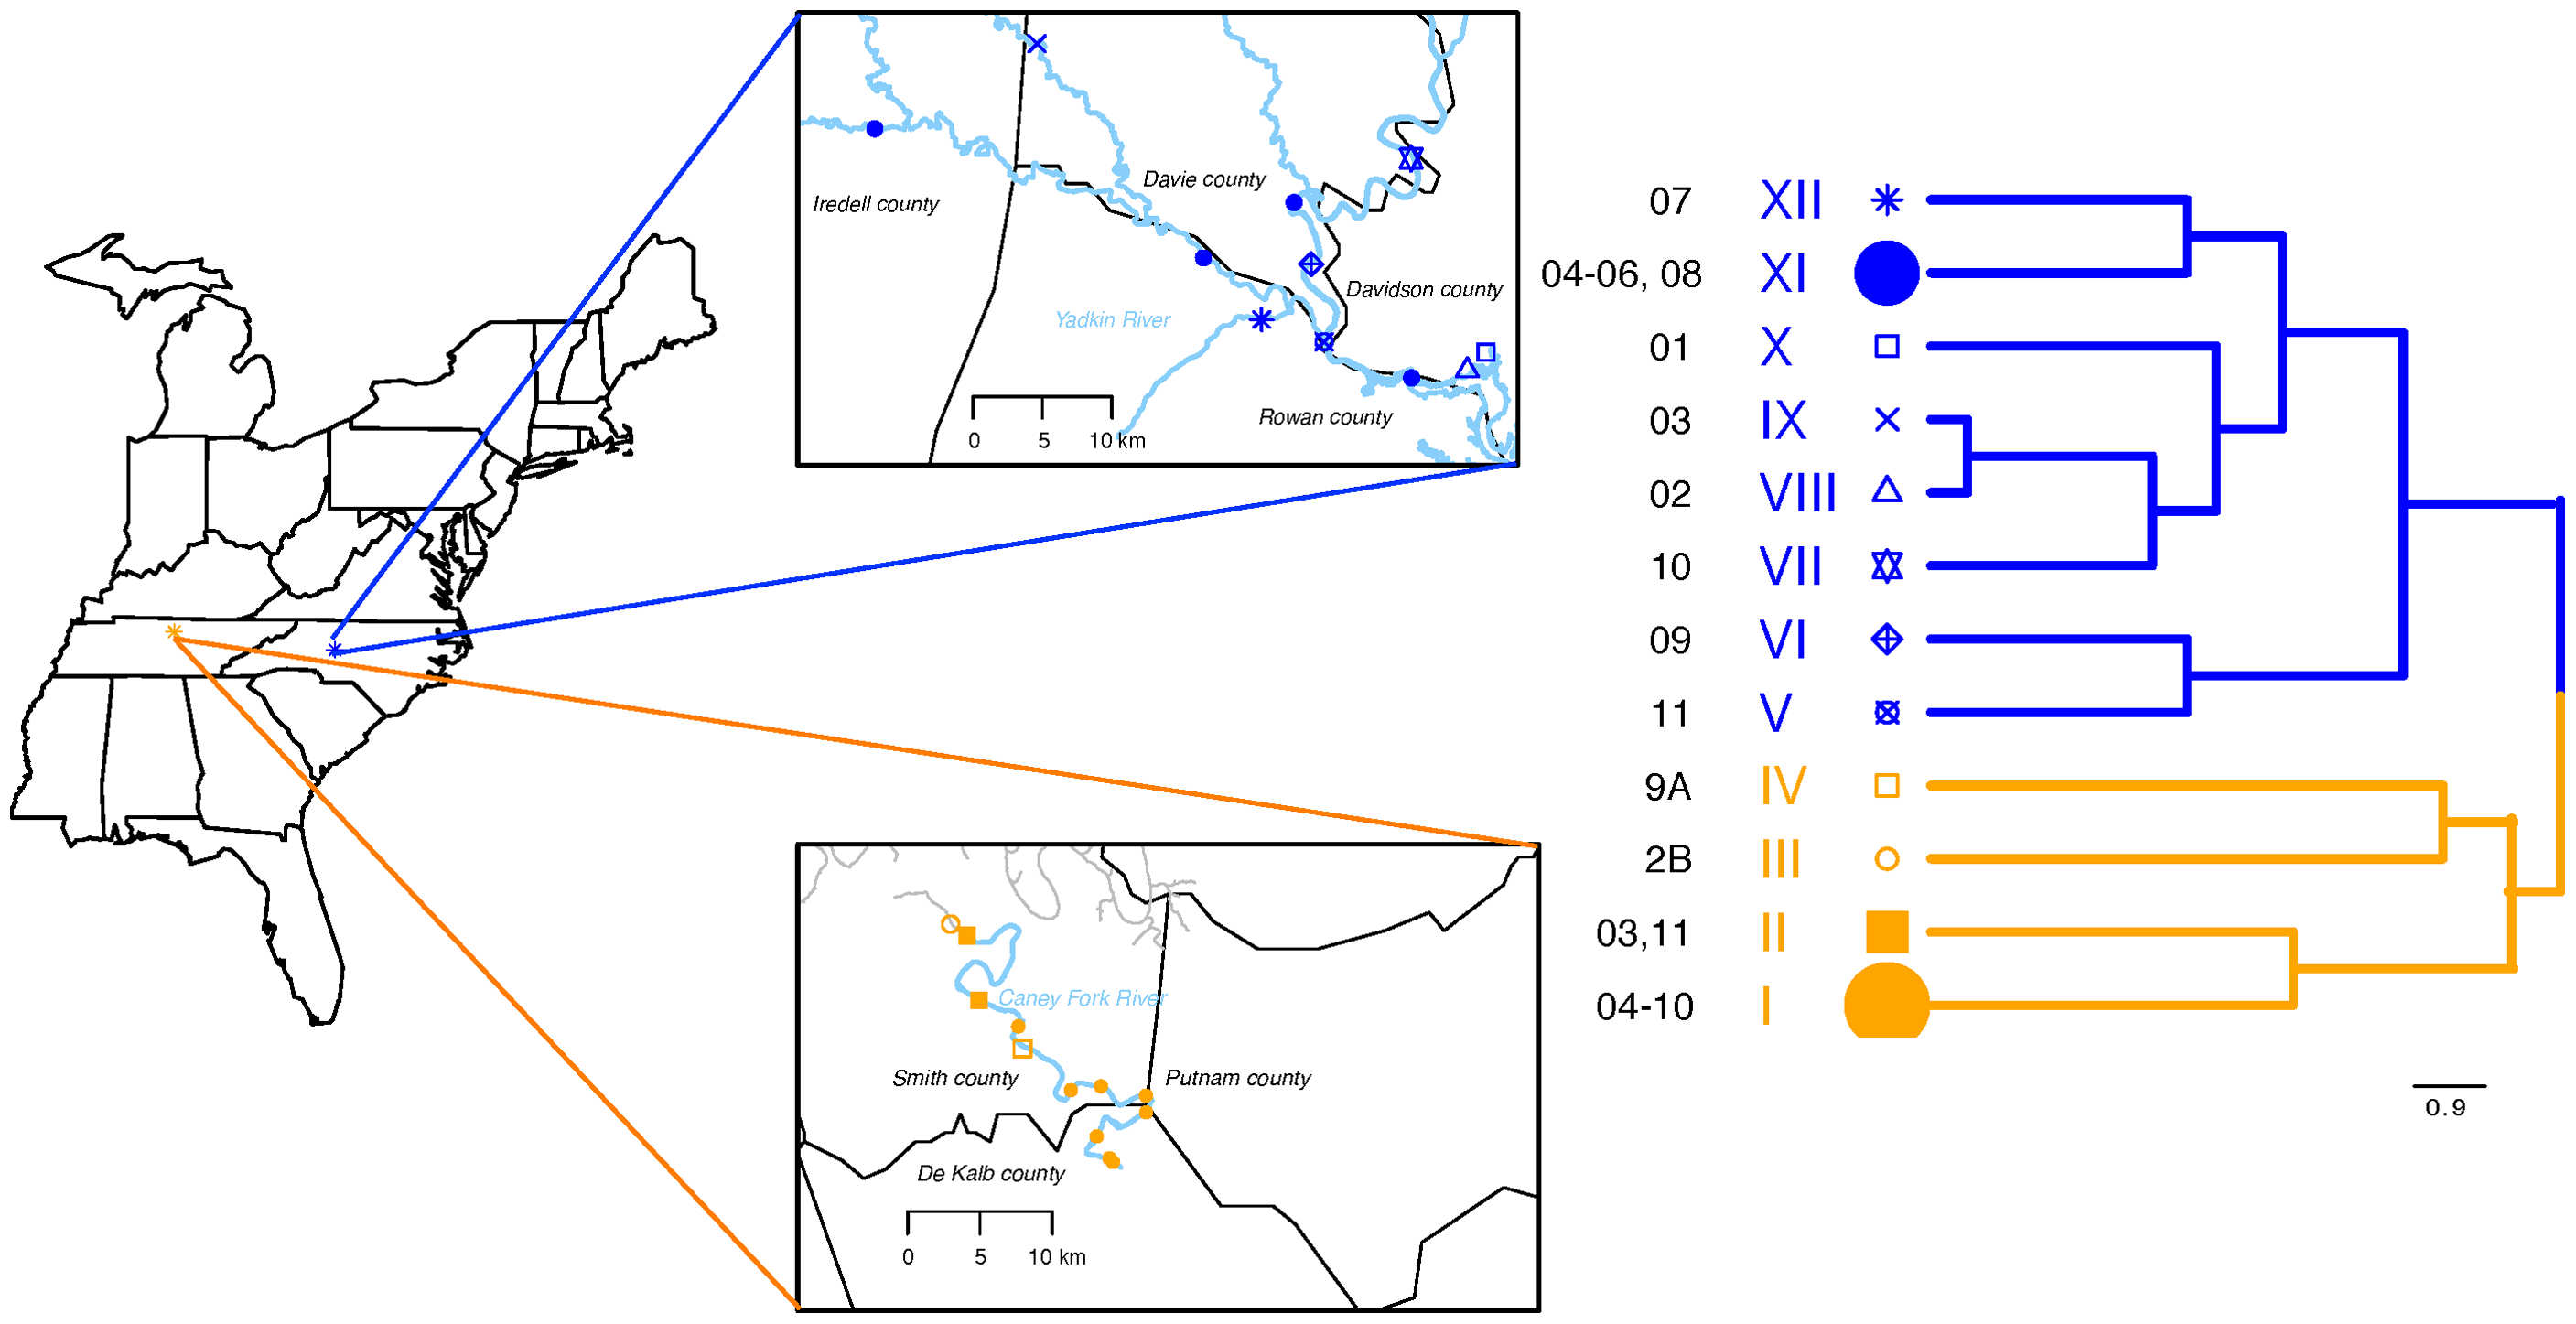 Iredell county
Davie county
Davidson county
Yadkin River
Rowan county
0 5 10 km
Caney Fork River
Smith county
Putnam county
De Kalb county
0 5 10 km
07 XII
04-06, 08 XI
01 X
03 IX
02 VIII
10 VII
09 VI
11 V
9A IV
2B III
03,11 II
04-10 I
0.9